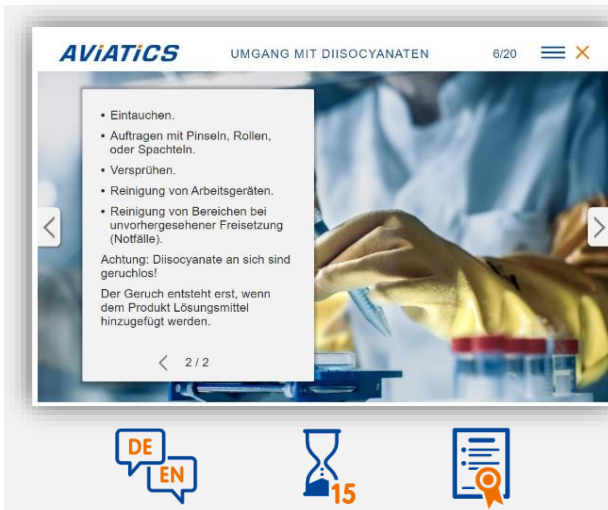 AVIATICS UMGANG MIT DIISOCYANATEN 6/20
• Eintauchen.
• Auftragen mit Pinseln, Rollen,
oder Spachteln.
• Versprühen.
• Reinigung von Arbeitsgeräten.
• Reinigung von Bereichen bei
unvorhergesehener Freisetzung
(Notfälle).
Achtung: Diisocyanate an sich sind
geruchlos!
Der Geruch entsteht erst, wenn
dem Produkt Lösungsmittel
hinzugefügt werden.
2 / 2
DE
EN
15